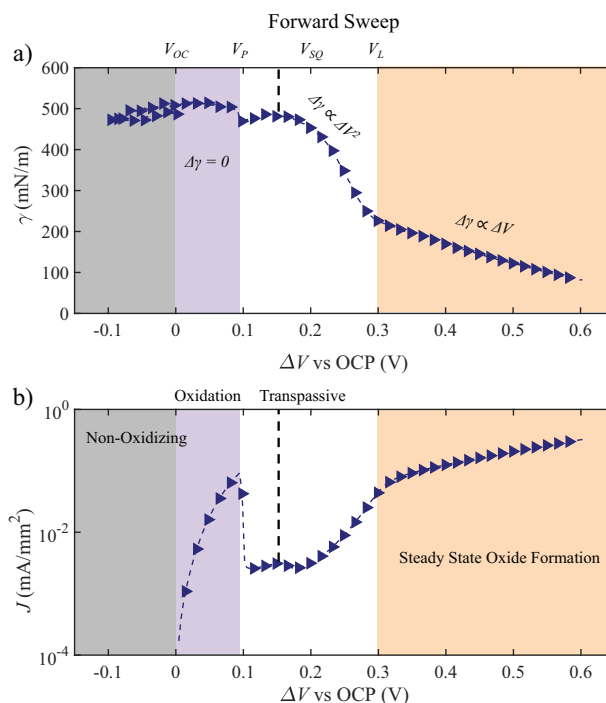 Forward Sweep
V_OC V_P V_SQ V_L
a)
600
500
400
300
200
100
0
γ (mN/m)
Δγ = 0
Δγ ∝ ΔV²
Δγ ∝ ΔV
-0.1 0 0.1 0.2 0.3 0.4 0.5 0.6
ΔV vs OCP (V)
b)
Oxidation Transpassive
Non-Oxidizing
Steady State Oxide Formation
10⁰
10⁻²
10⁻⁴
J (mA/mm²)
-0.1 0 0.1 0.2 0.3 0.4 0.5 0.6
ΔV vs OCP (V)